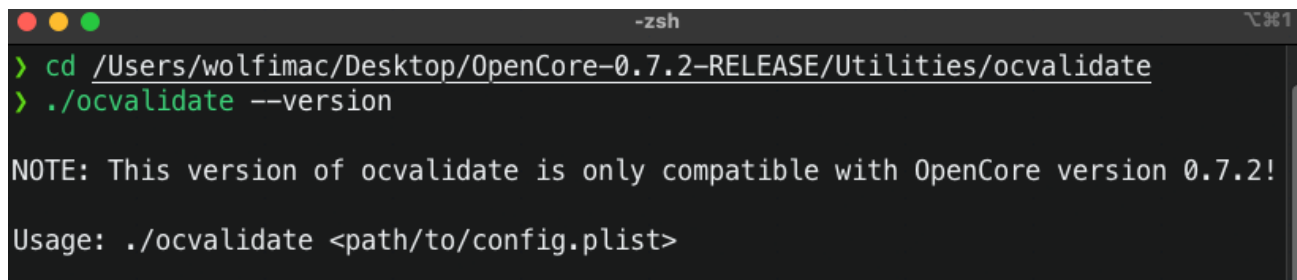 -zsh
⌥⌘1
❯ cd /Users/wolfimac/Desktop/OpenCore-0.7.2-RELEASE/Utilities/ocvalidate
❯ ./ocvalidate --version
NOTE: This version of ocvalidate is only compatible with OpenCore version 0.7.2!
Usage: ./ocvalidate <path/to/config.plist>